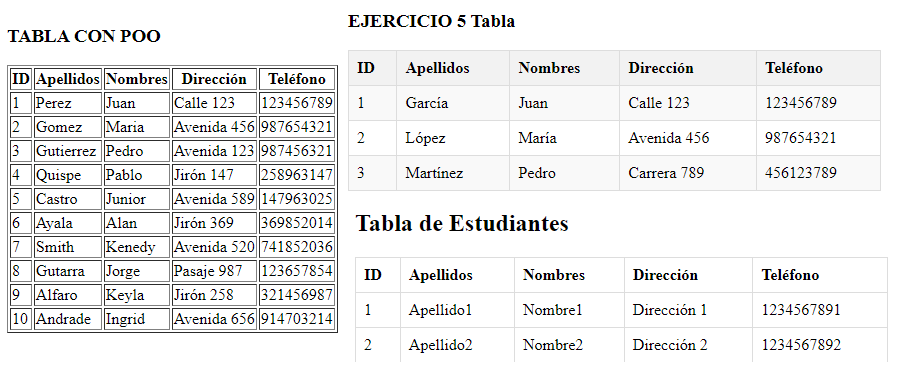 TABLA CON POO
ID Apellidos Nombres Dirección Teléfono
1 Perez Juan Calle 123 123456789
2 Gomez Maria Avenida 456 987654321
3 Gutierrez Pedro Avenida 123 987456321
4 Quispe Pablo Jirón 147 258963147
5 Castro Junior Avenida 589 147963025
6 Ayala Alan Jirón 369 369852014
7 Smith Kenedy Avenida 520 741852036
8 Gutarra Jorge Pasaje 987 123657854
9 Alfaro Keyla Jirón 258 321456987
10 Andrade Ingrid Avenida 656 914703214
EJERCICIO 5 Tabla
ID Apellidos Nombres Dirección Teléfono
1 García Juan Calle 123 123456789
2 López María Avenida 456 987654321
3 Martínez Pedro Carrera 789 456123789
Tabla de Estudiantes
ID Apellidos Nombres Dirección Teléfono
1 Apellido1 Nombre1 Dirección 1 1234567891
2 Apellido2 Nombre2 Dirección 2 1234567892